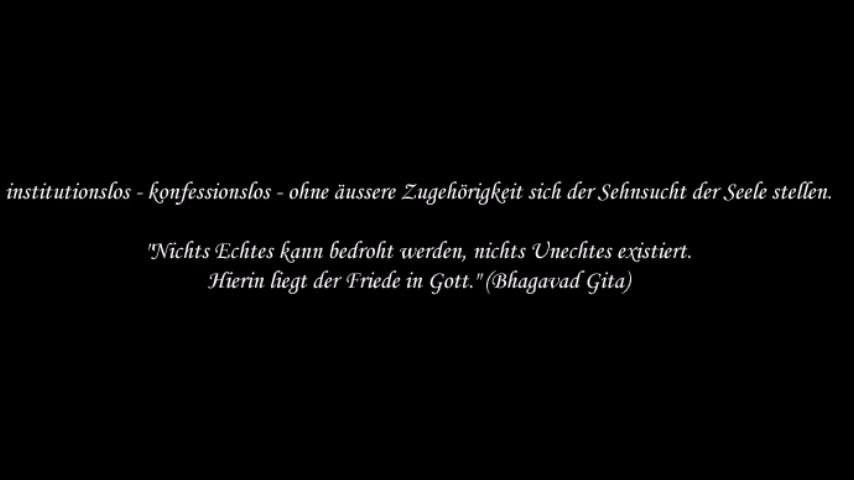 institutionslos - konfessionslos - ohne äussere Zugehörigkeit sich der Sehnsucht der Seele stellen.
"Nichts Echtes kann bedroht werden, nichts Unechtes existiert.
Hierin liegt der Friede in Gott." (Bhagavad Gita)